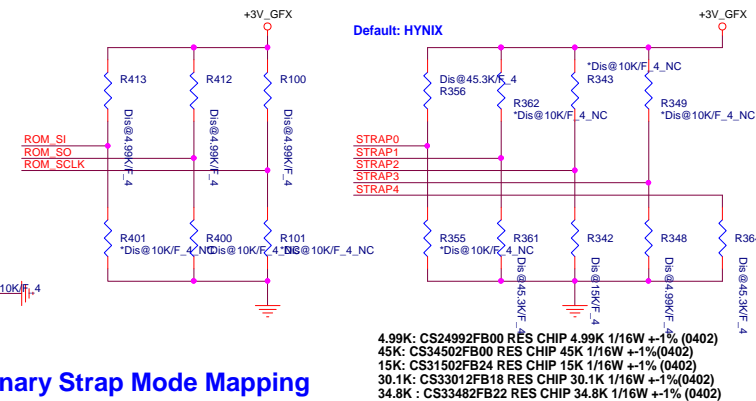 +3V_GFX
+3V_GFX
Default: HYNIX
R413
R412
R100
Dis@4.99K/F_4
Dis@4.99K/F_4
Dis@4.99K/F_4
Dis@45.3K/F_4
R356
R362
*Dis@10K/F_4_NC
*Dis@10K/F_4_NC
R343
R349
*Dis@10K/F_4_NC
ROM_SI
ROM_SO
ROM_SCLK
STRAP0
STRAP1
STRAP2
STRAP3
STRAP4
R401
*Dis@10K/F_4_NC
R400
*Dis@10K/F_4_NC
R101
*Dis@10K/F_4_NC
R355
*Dis@10K/F_4_NC
R361
Dis@45.3K/F_4
R342
Dis@15K/F_4
R348
Dis@4.99K/F_4
R36
Dis@45.3K/F_4
10K/F_4
4.99K: CS24992FB00 RES CHIP 4.99K 1/16W +-1% (0402)
45K: CS34502FB00 RES CHIP 45K 1/16W +-1%(0402)
15K: CS31502FB24 RES CHIP 15K 1/16W +-1% (0402)
30.1K: CS33012FB18 RES CHIP 30.1K 1/16W +-1%(0402)
34.8K : CS33482FB22 RES CHIP 34.8K 1/16W +-1% (0402)
nary Strap Mode Mapping